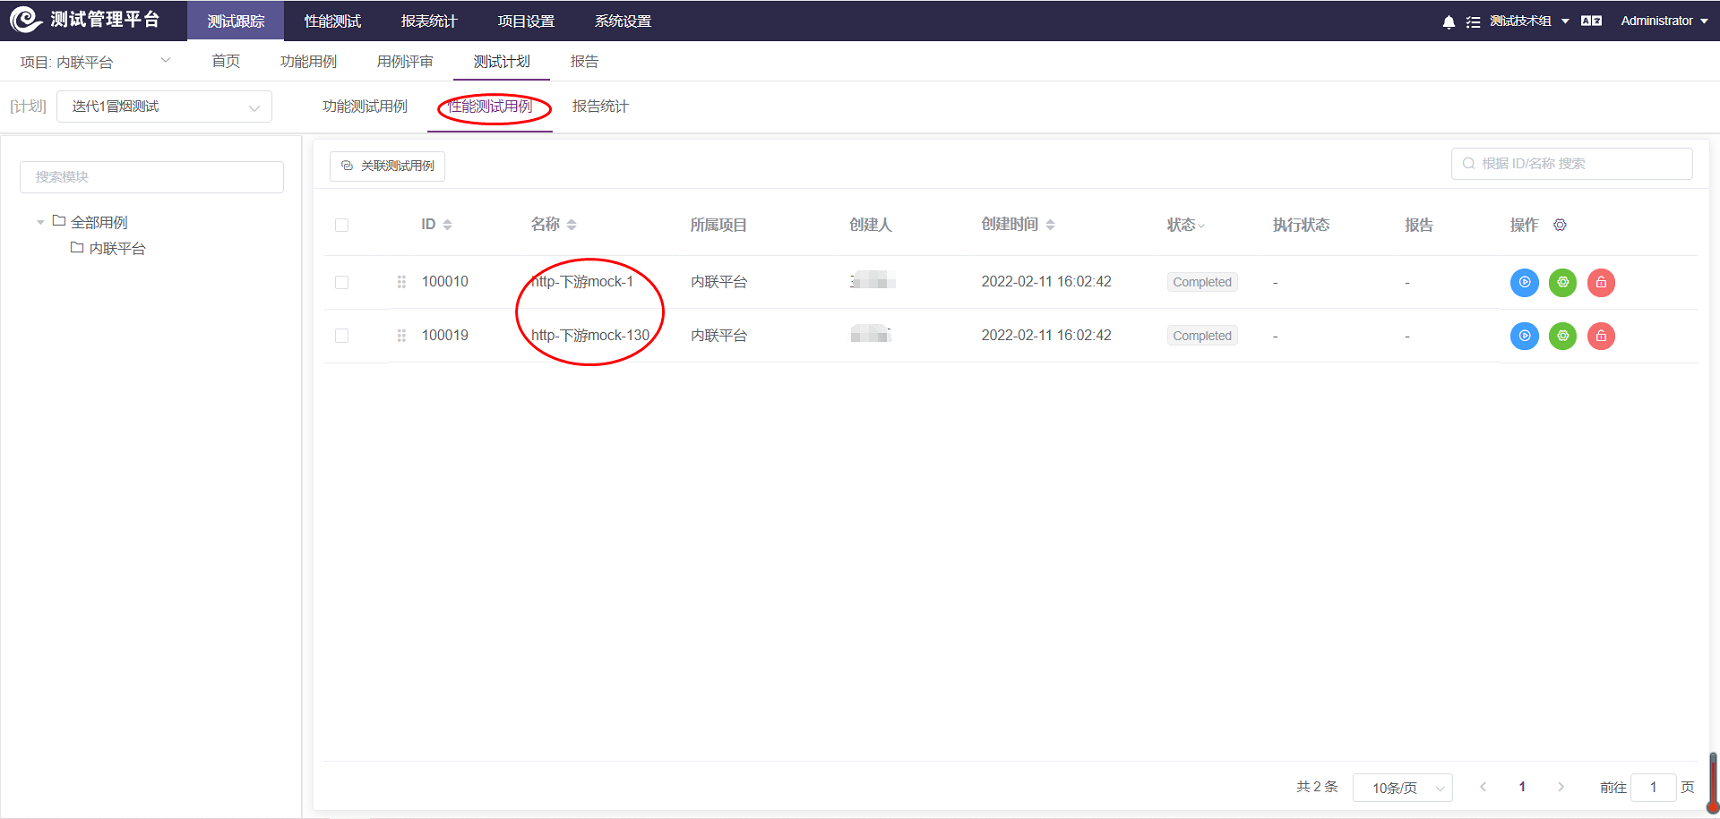 测试管理平台 测试跟踪 性能测试 报表统计 项目设置 系统设置 测试技术组 Administrator
项目: 内联平台 首页 功能用例 用例评审 测试计划 报告
[计划] 迭代1冒烟测试 功能测试用例 性能测试用例 报告统计
关联测试用例 根据 ID/名称 搜索
搜索模块
全部用例
内联平台
ID 名称 所属项目 创建人 创建时间 状态 执行状态 报告 操作
100010 http-下游mock-1 内联平台 2022-02-11 16:02:42 Completed - -
100019 http-下游mock-130 内联平台 2022-02-11 16:02:42 Completed - -
共 2 条 10条/页 1 前往 1 页